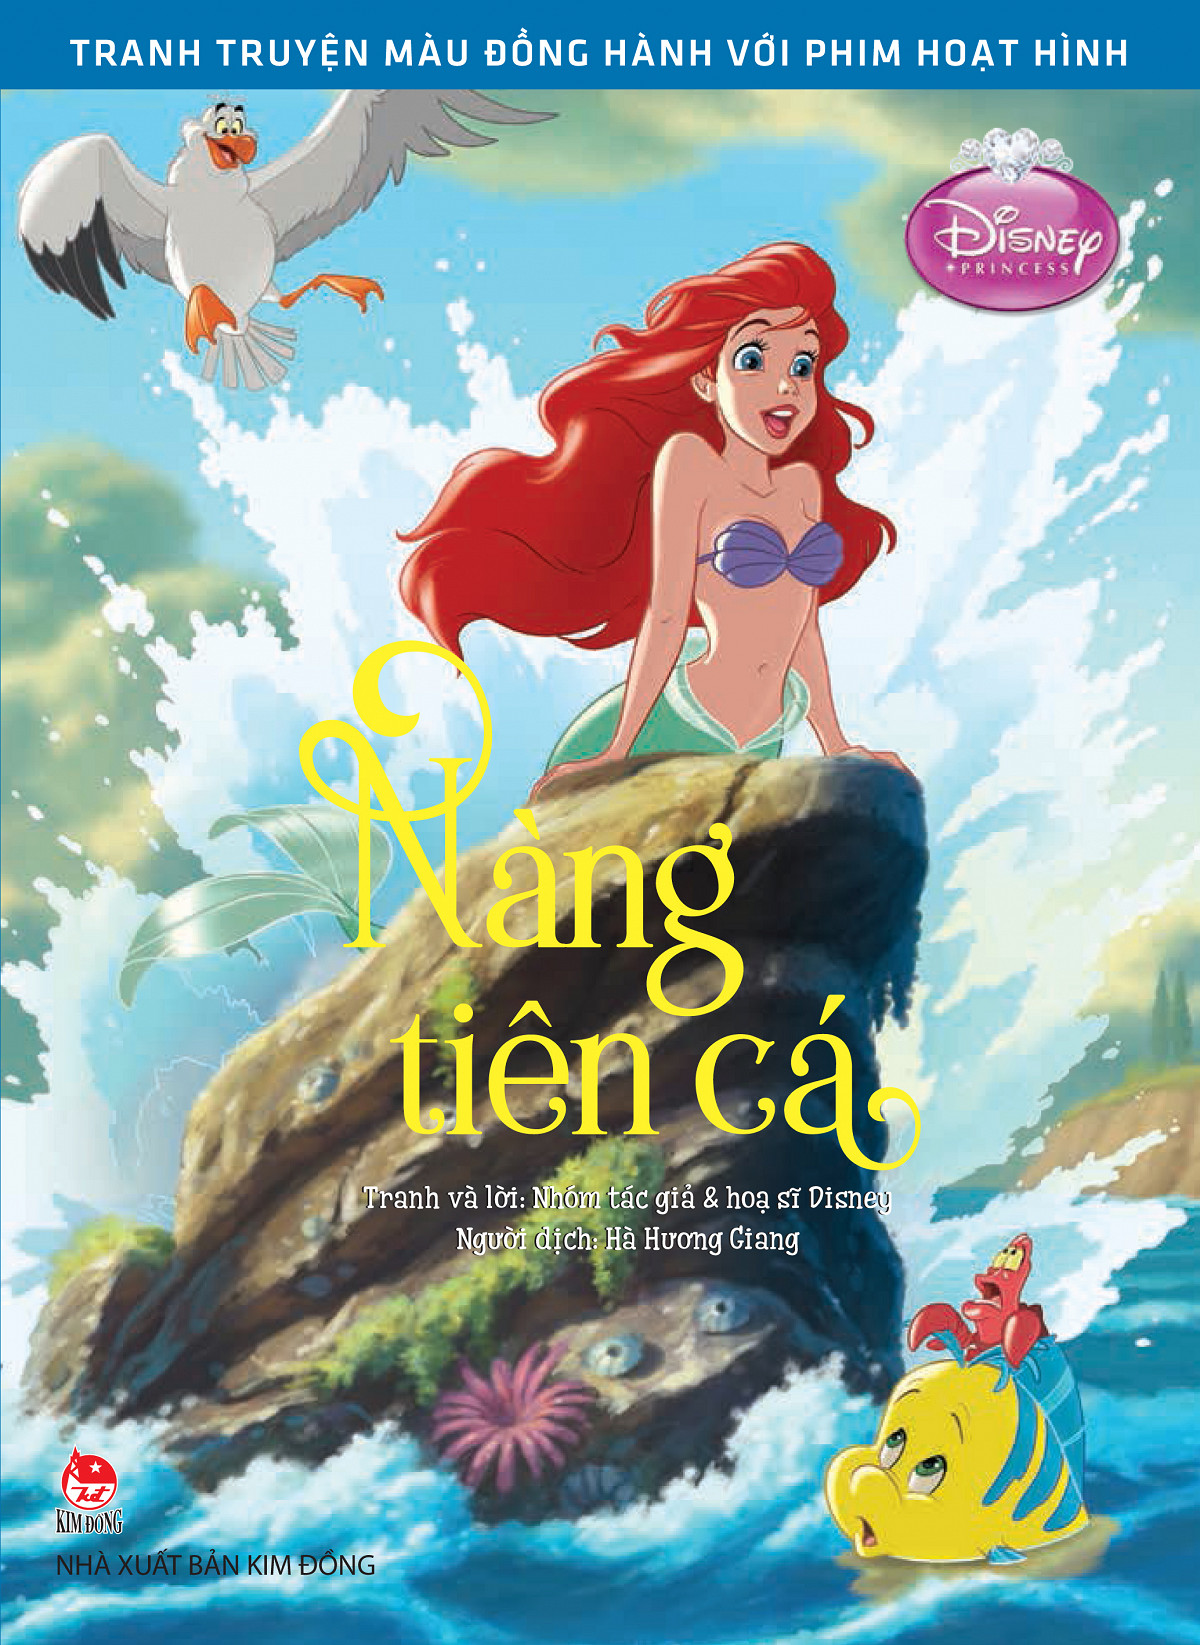 TRANH TRUYỆN MÀU ĐỒNG HÀNH VỚI PHIM HOẠT HÌNH
DISNEY
PRINCESS
Nàng
tiên cá
Tranh và lời: Nhóm tác giả & hoạ sĩ Disney
Người dịch: Hà Hương Giang
kđ
KIM ĐỒNG
NHÀ XUẤT BẢN KIM ĐỒNG